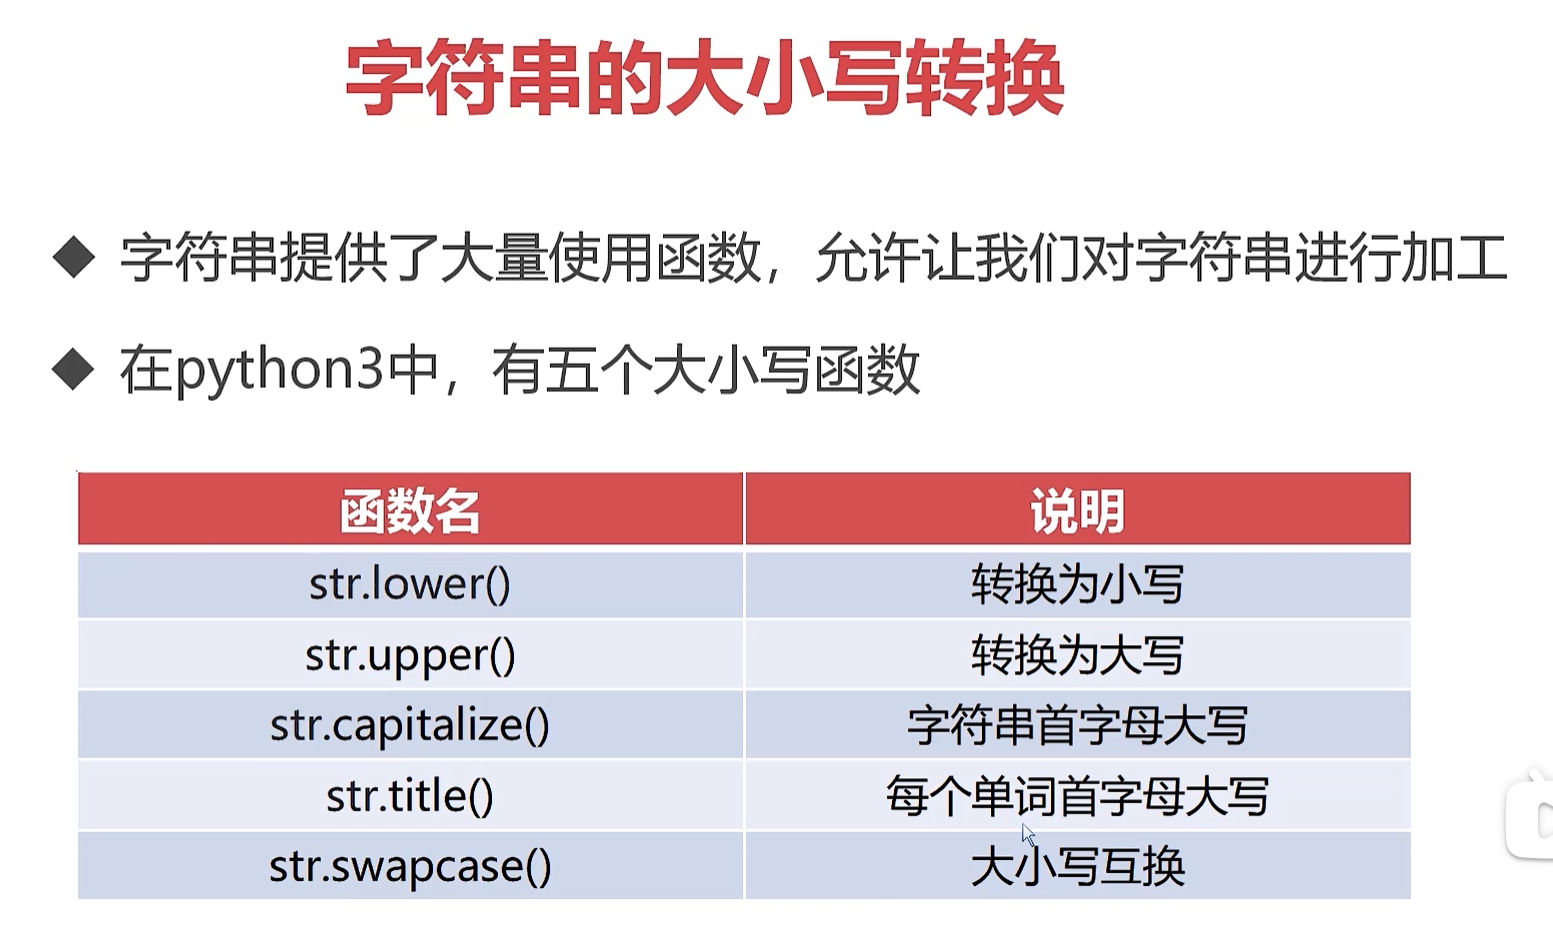 字符串的大小写转换
字符串提供了大量使用函数，允许让我们对字符串进行加工
在python3中，有五个大小写函数
函数名 说明
str.lower() 转换为小写
str.upper() 转换为大写
str.capitalize() 字符串首字母大写
str.title() 每个单词首字母大写
str.swapcase() 大小写互换